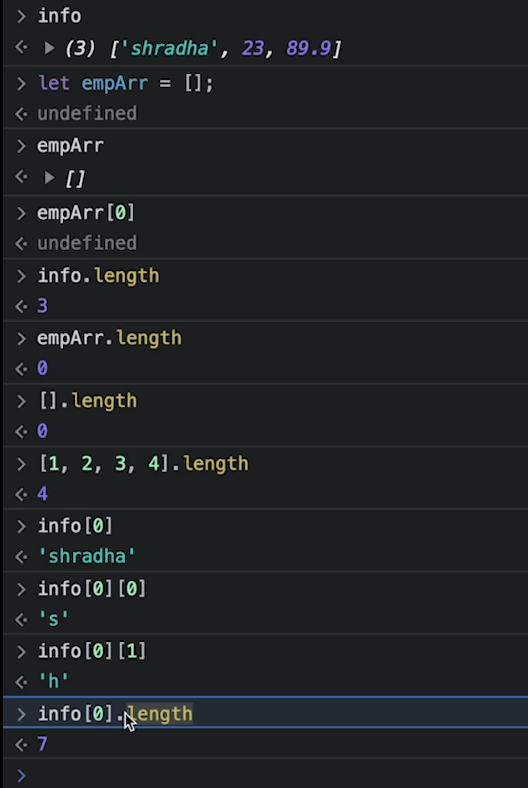 > info
<· ▶ (3) ['shradha', 23, 89.9]
> let empArr = [];
<· undefined
> empArr
<· ▶ []
> empArr[0]
<· undefined
> info.length
<· 3
> empArr.length
<· 0
> [].length
<· 0
> [1, 2, 3, 4].length
<· 4
> info[0]
<· 'shradha'
> info[0][0]
<· 's'
> info[0][1]
<· 'h'
> info[0].length
<· 7
>